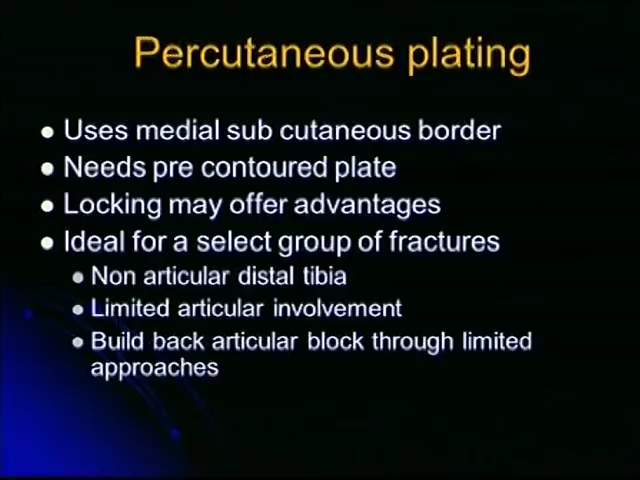 Percutaneous plating
Uses medial sub cutaneous border
Needs pre contoured plate
Locking may offer advantages
Ideal for a select group of fractures
Non articular distal tibia
Limited articular involvement
Build back articular block through limited
approaches